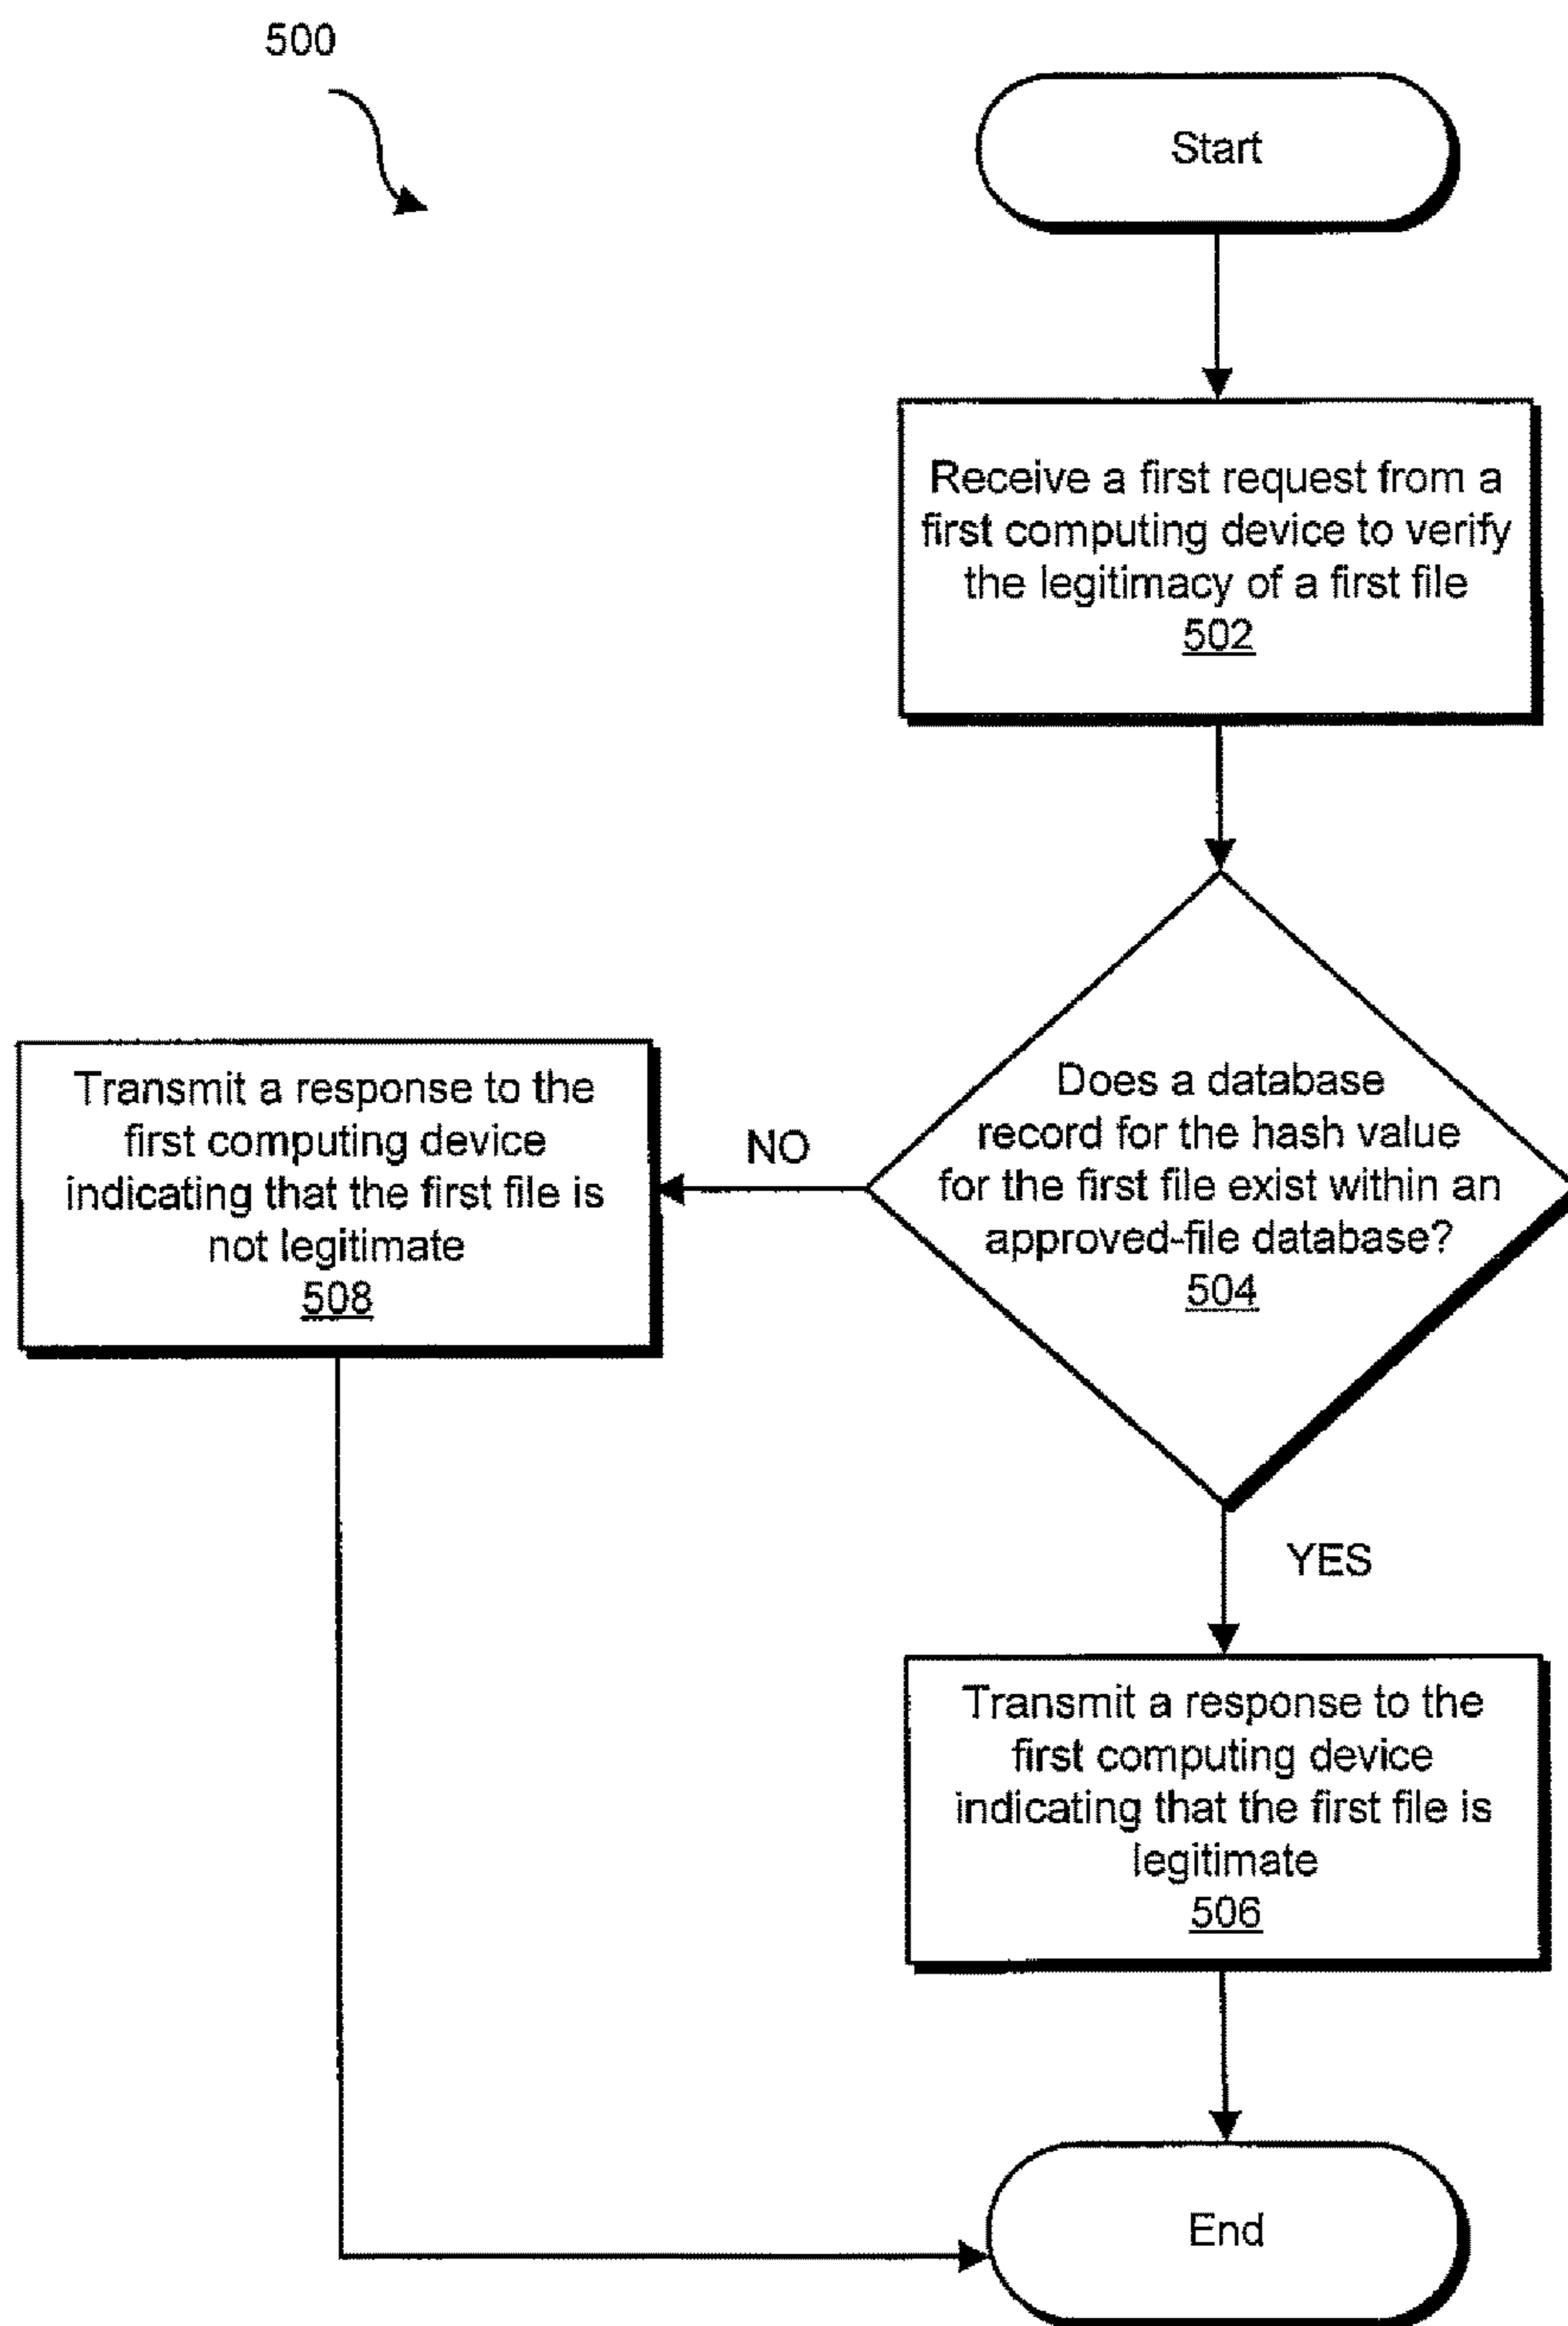 500
Start
Receive a first request from a
first computing device to verify
the legitimacy of a first file
502
Does a database
record for the hash value
for the first file exist within an
approved-file database?
504
NO
Transmit a response to the
first computing device
indicating that the first file is
not legitimate
508
YES
Transmit a response to the
first computing device
indicating that the first file is
legitimate
506
End